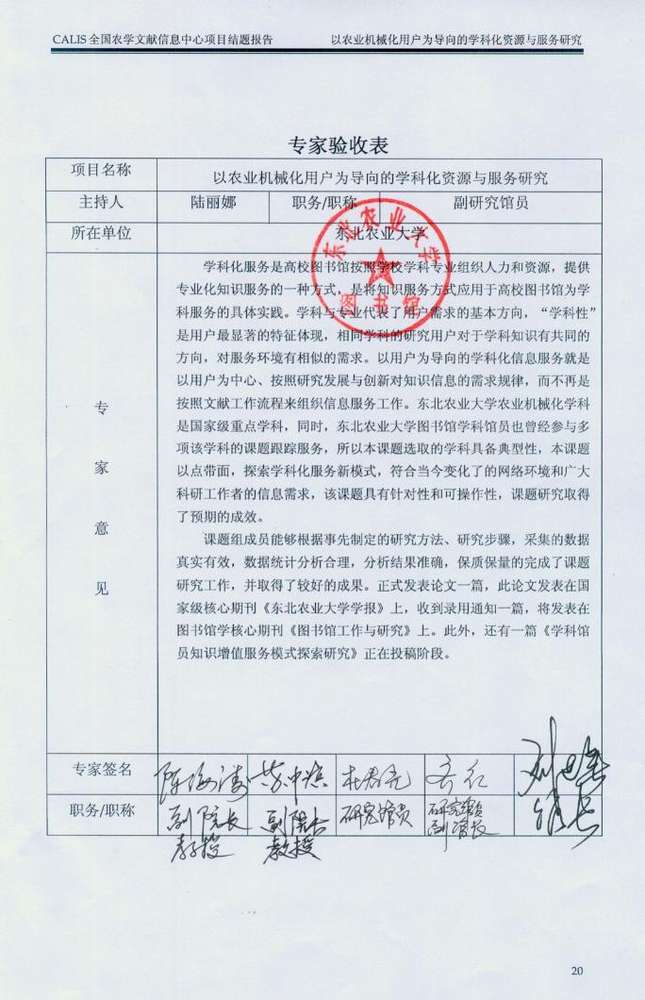 CALIS 全国农学文献信息中心项目结题报告 以农业机械化用户为导向的学科化资源与服务研究
专家验收表
项目名称 以农业机械化用户为导向的学科化资源与服务研究
主持人 陆丽娜 职务/职称 副研究馆员
所在单位 东北农业大学
东北农业大学
图书馆
专家意见
学科化服务是高校图书馆按照学校学科专业组织人力和资源，提供
专业化知识服务的一种方式，是将知识服务方式应用于高校图书馆为学
科服务的具体实践。学科与专业代表了用户需求的基本方向，“学科性”
是用户最显著的特征体现，相同学科的研究用户对于学科知识有共同的
方向，对服务环境有相似的需求。以用户为导向的学科化信息服务就是
以用户为中心、按照研究发展与创新对知识信息的需求规律，而不再是
按照文献工作流程来组织信息服务工作。东北农业大学农业机械化学科
是国家级重点学科，同时，东北农业大学图书馆学科馆员也曾经参与多
项该学科的课题跟踪服务，所以本课题选取的学科具备典型性，本课题
以点带面，探索学科化服务新模式，符合当今变化了的网络环境和广大
科研工作者的信息需求，该课题具有针对性和可操作性，课题研究取得
了预期的成效。
课题组成员能够根据事先制定的研究方法、研究步骤，采集的数据
真实有效，数据统计分析合理，分析结果准确，保质保量的完成了课题
研究工作，并取得了较好的成果。正式发表论文一篇，此论文发表在国
家级核心期刊《东北农业大学学报》上，收到录用通知一篇，将发表在
图书馆学核心期刊《图书馆工作与研究》上。此外，还有一篇《学科馆
员知识增值服务模式探索研究》正在投稿阶段。
专家签名 陈海涛
职务/职称 副院长 副院长 研究馆员 研究馆员 馆长
教授 教授 副馆长
20